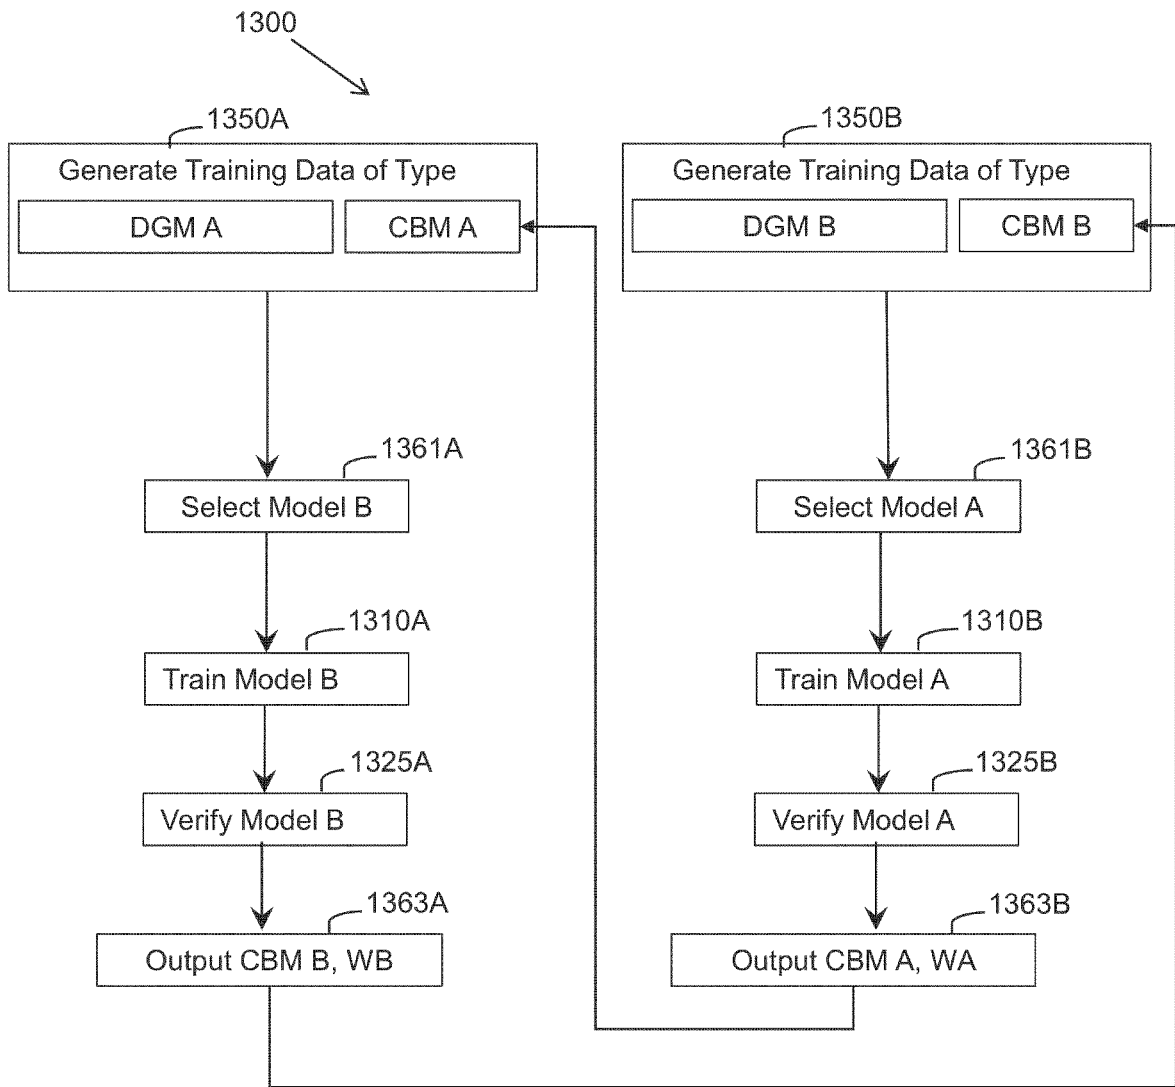 1300
1350A
Generate Training Data of Type
DGM A
CBM A
1361A
Select Model B
1310A
Train Model B
1325A
Verify Model B
1363A
Output CBM B, WB
1350B
Generate Training Data of Type
DGM B
CBM B
1361B
Select Model A
1310B
Train Model A
1325B
Verify Model A
1363B
Output CBM A, WA